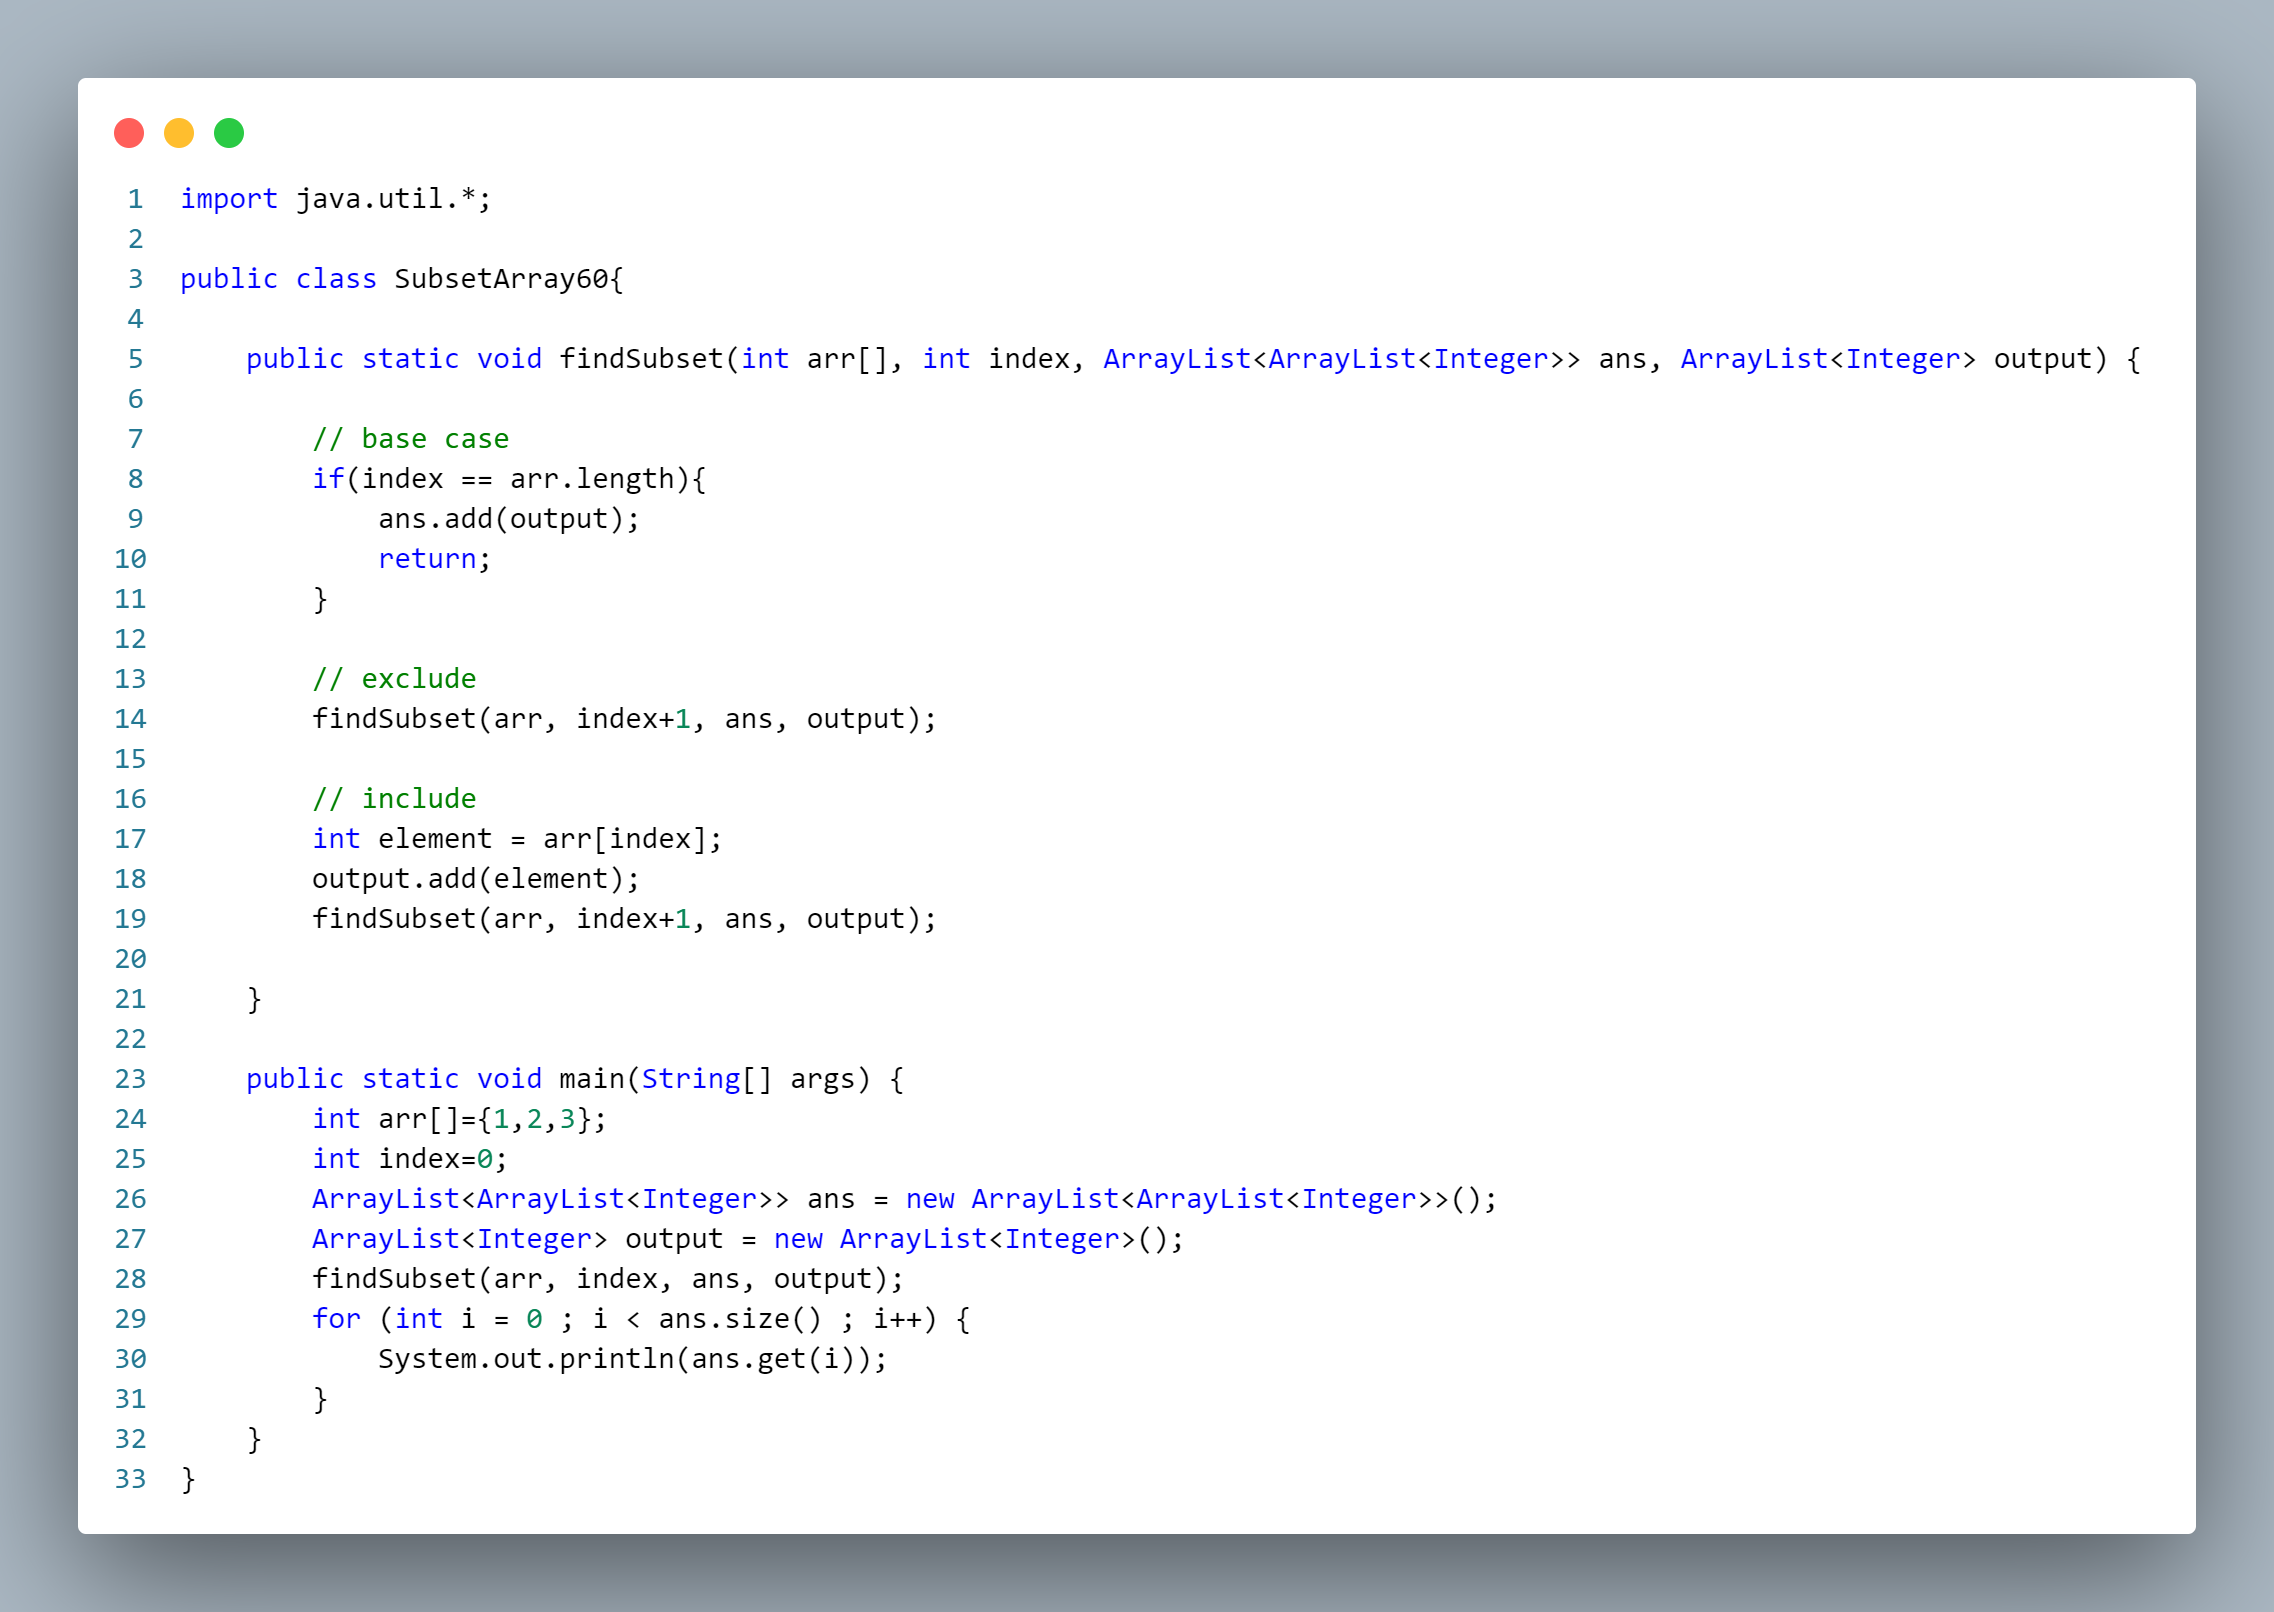 1 import java.util.*;
2
3 public class SubsetArray60{
4
5     public static void findSubset(int arr[], int index, ArrayList<ArrayList<Integer>> ans, ArrayList<Integer> output) {
6
7         // base case
8         if(index == arr.length){
9             ans.add(output);
10             return;
11         }
12
13         // exclude
14         findSubset(arr, index+1, ans, output);
15
16         // include
17         int element = arr[index];
18         output.add(element);
19         findSubset(arr, index+1, ans, output);
20
21     }
22
23     public static void main(String[] args) {
24         int arr[]={1,2,3};
25         int index=0;
26         ArrayList<ArrayList<Integer>> ans = new ArrayList<ArrayList<Integer>>();
27         ArrayList<Integer> output = new ArrayList<Integer>();
28         findSubset(arr, index, ans, output);
29         for (int i = 0 ; i < ans.size() ; i++) {
30             System.out.println(ans.get(i));
31         }
32     }
33 }